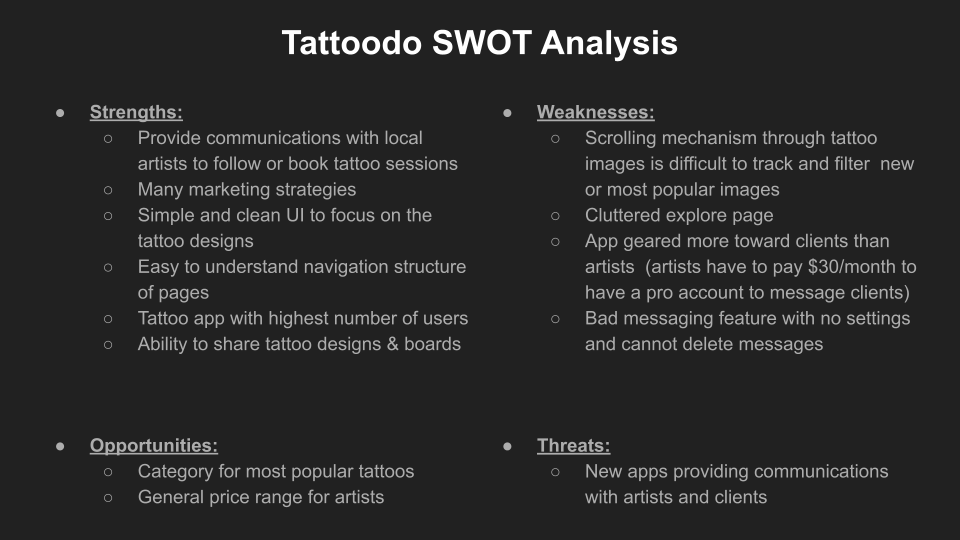 Tattoodo SWOT Analysis
● Strengths:
○ Provide communications with local
artists to follow or book tattoo sessions
○ Many marketing strategies
○ Simple and clean UI to focus on the
tattoo designs
○ Easy to understand navigation structure
of pages
○ Tattoo app with highest number of users
○ Ability to share tattoo designs & boards
● Weaknesses:
○ Scrolling mechanism through tattoo
images is difficult to track and filter  new
or most popular images
○ Cluttered explore page
○ App geared more toward clients than
artists  (artists have to pay $30/month to
have a pro account to message clients)
○ Bad messaging feature with no settings
and cannot delete messages
● Opportunities:
○ Category for most popular tattoos
○ General price range for artists
● Threats:
○ New apps providing communications
with artists and clients